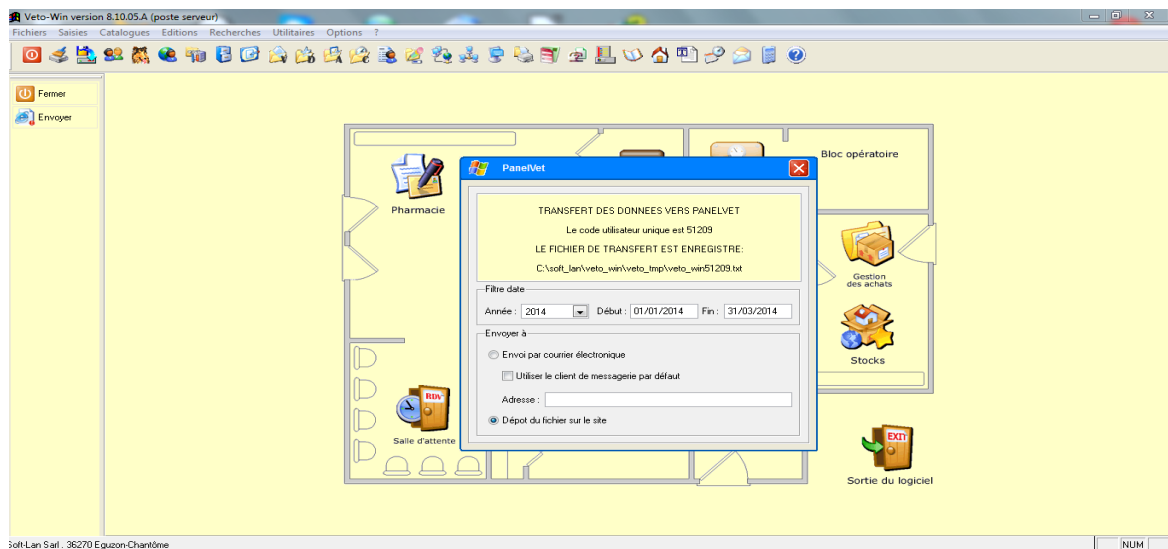 Veto-Win version 8.10.05.A (poste serveur)
Fichiers Saisies Catalogues Editions Recherches Utilitaires Options ?
Fermer
Envoyer
Bloc opératoire
Pharmacie
PanelVet
TRANSFERT DES DONNEES VERS PANELVET
Le code utilisateur unique est 51209
LE FICHIER DE TRANSFERT EST ENREGISTRE:
C:\soft_lan\veto_win\veto_tmp\veto_win51209.txt
Filtre date
Année : 2014 Début : 01/01/2014 Fin : 31/03/2014
Envoyer à
Envoi par courrier électronique
Utiliser le client de messagerie par défaut
Adresse :
Dépot du fichier sur le site
Gestion
des achats
Stocks
RDV
Salle d'attente
EXIT
Sortie du logiciel
Soft-Lan Sarl . 36270 Eguzon-Chantôme
NUM